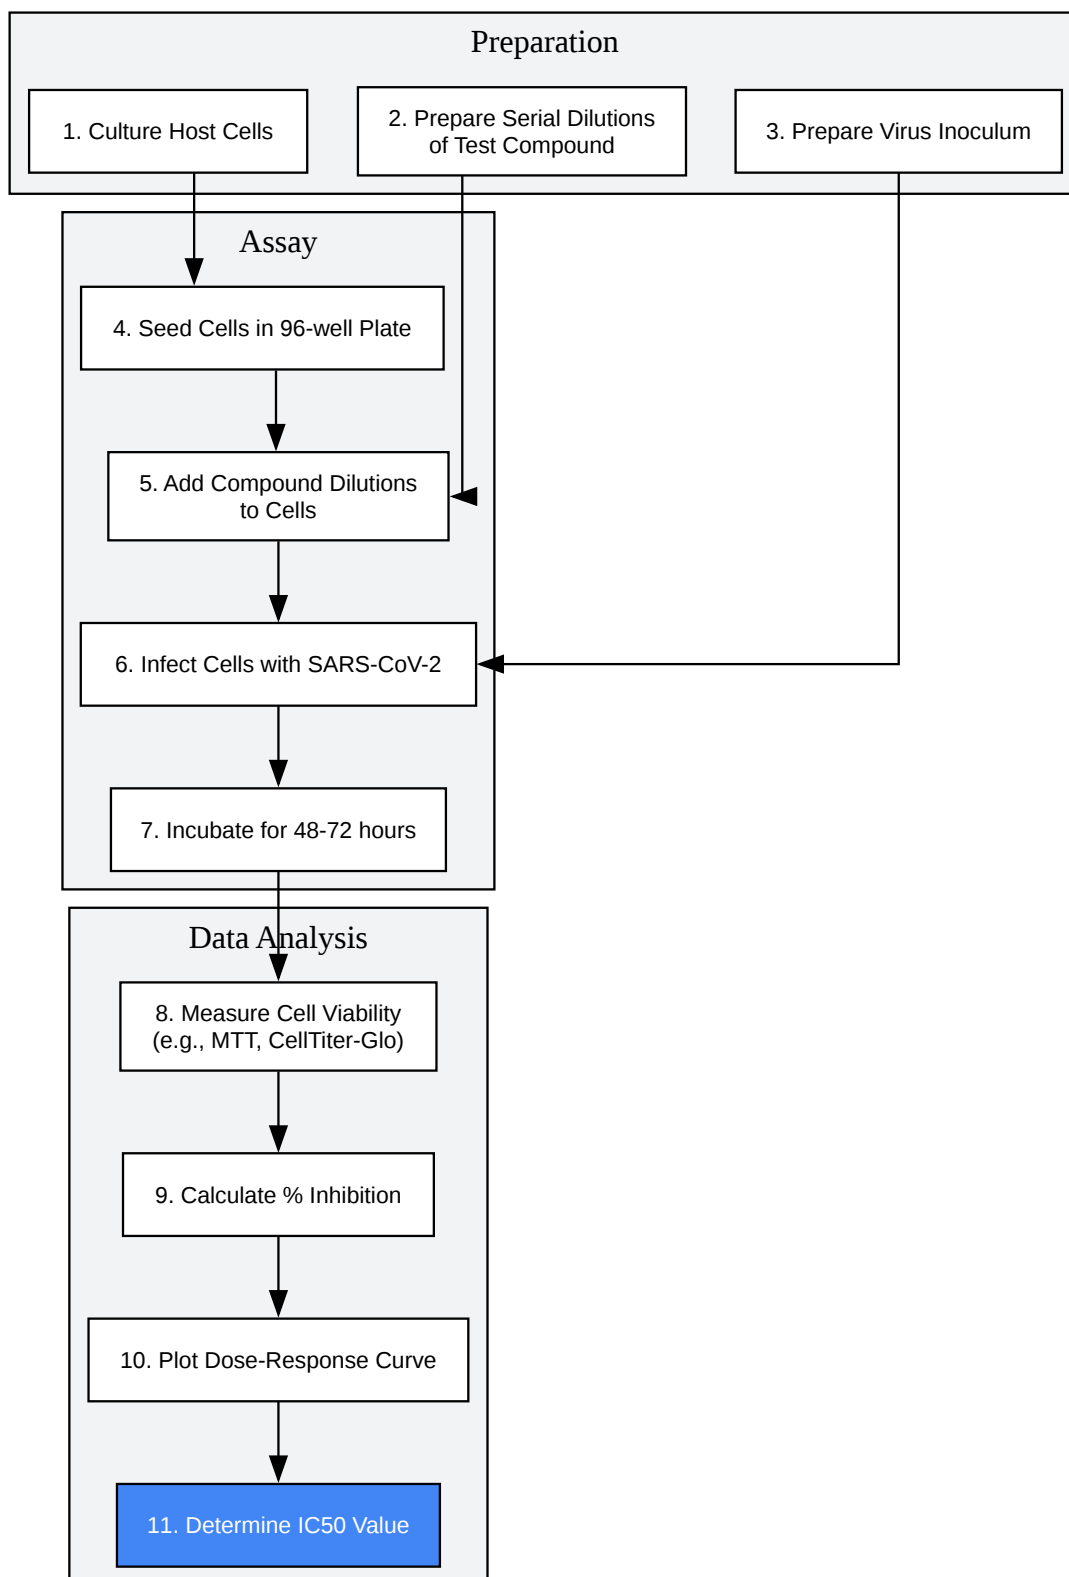 Preparation
1. Culture Host Cells
2. Prepare Serial Dilutions
of Test Compound
3. Prepare Virus Inoculum
Assay
4. Seed Cells in 96-well Plate
5. Add Compound Dilutions
to Cells
6. Infect Cells with SARS-CoV-2
7. Incubate for 48-72 hours
Data Analysis
8. Measure Cell Viability
(e.g., MTT, CellTiter-Glo)
9. Calculate % Inhibition
10. Plot Dose-Response Curve
11. Determine IC50 Value